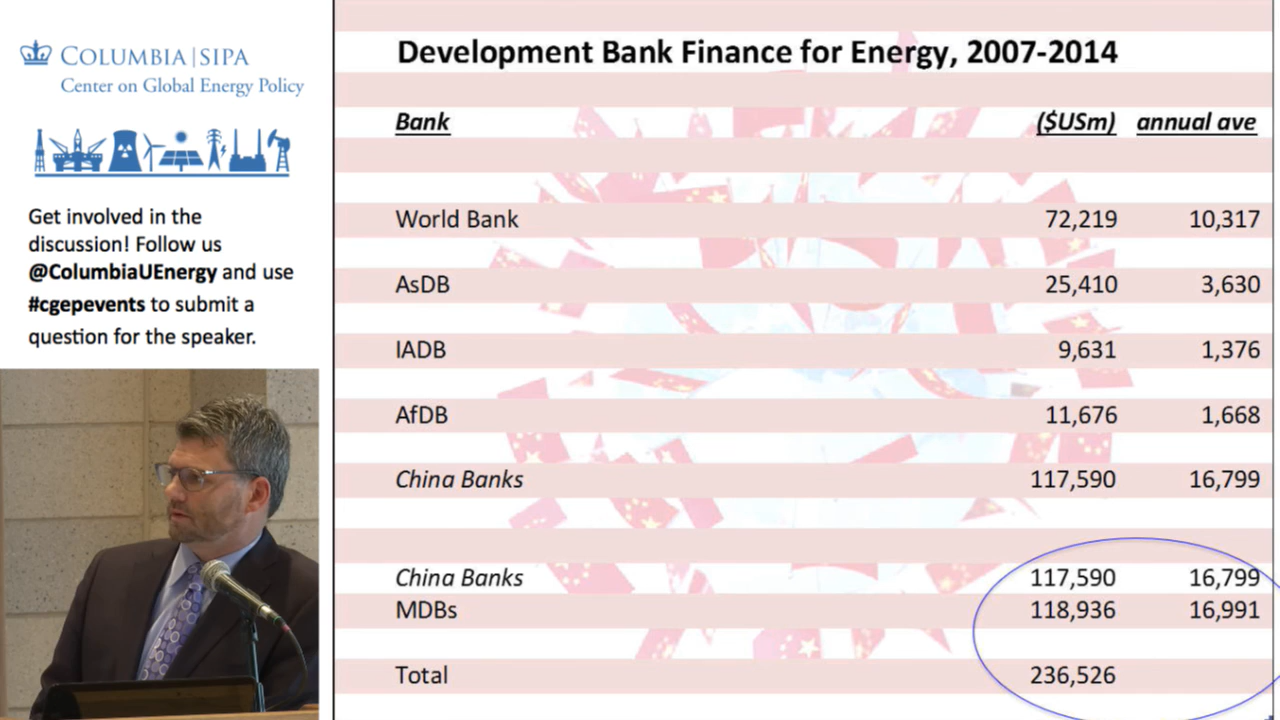 COLUMBIA | SIPA
Center on Global Energy Policy
Get involved in the
discussion! Follow us
@ColumbiaUEnergy and use
#cgepevents to submit a
question for the speaker.
Development Bank Finance for Energy, 2007-2014
Bank ($USm) annual ave
World Bank 72,219 10,317
AsDB 25,410 3,630
IADB 9,631 1,376
AfDB 11,676 1,668
China Banks 117,590 16,799
China Banks 117,590 16,799
MDBs 118,936 16,991
Total 236,526